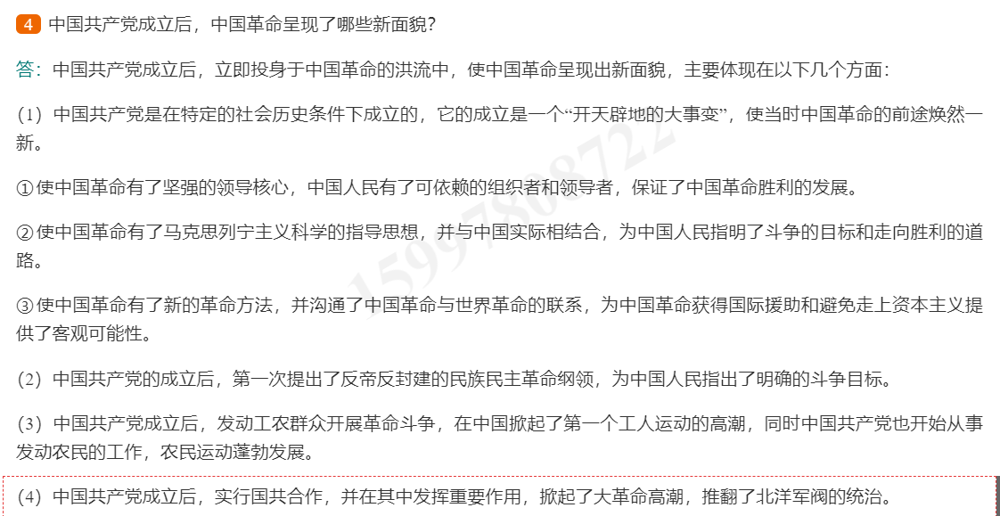 4 中国共产党成立后，中国革命呈现了哪些新面貌？
答：中国共产党成立后，立即投身于中国革命的洪流中，使中国革命呈现出新面貌，主要体现在以下几个方面：
（1）中国共产党是在特定的社会历史条件下成立的，它的成立是一个“开天辟地的大事变”，使当时中国革命的前途焕然一
新。
①使中国革命有了坚强的领导核心，中国人民有了可依赖的组织者和领导者，保证了中国革命胜利的发展。
②使中国革命有了马克思列宁主义科学的指导思想，并与中国实际相结合，为中国人民指明了斗争的目标和走向胜利的道
路。
③使中国革命有了新的革命方法，并沟通了中国革命与世界革命的联系，为中国革命获得国际援助和避免走上资本主义提
供了客观可能性。
（2）中国共产党的成立后，第一次提出了反帝反封建的民族民主革命纲领，为中国人民指出了明确的斗争目标。
（3）中国共产党成立后，发动工农群众开展革命斗争，在中国掀起了第一个工人运动的高潮，同时中国共产党也开始从事
发动农民的工作，农民运动蓬勃发展。
（4）中国共产党成立后，实行国共合作，并在其中发挥重要作用，掀起了大革命高潮，推翻了北洋军阀的统治。
15997808722